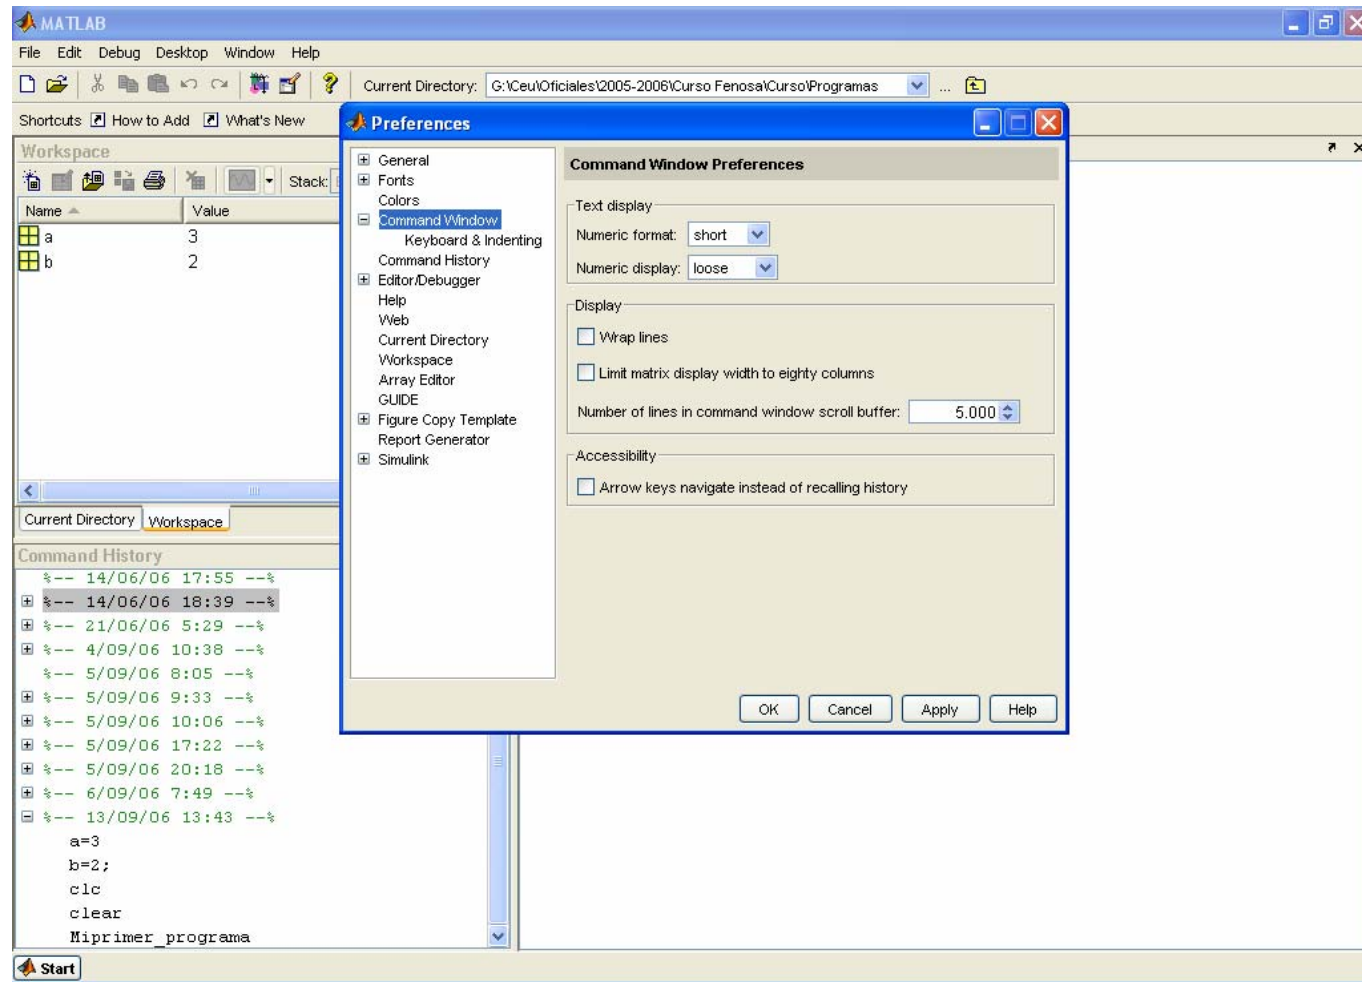 MATLAB
File Edit Debug Desktop Window Help
Current Directory: G:\Ceu\Oficiales\2005-2006\Curso Fenosa\Curso\Programas ...
Shortcuts How to Add What's New
Workspace
Stack:
Name Value
a 3
b 2
Current Directory Workspace
Command History
%-- 14/06/06 17:55 --%
%-- 14/06/06 18:39 --%
%-- 21/06/06 5:29 --%
%-- 4/09/06 10:38 --%
%-- 5/09/06 8:05 --%
%-- 5/09/06 9:33 --%
%-- 5/09/06 10:06 --%
%-- 5/09/06 17:22 --%
%-- 5/09/06 20:18 --%
%-- 6/09/06 7:49 --%
%-- 13/09/06 13:43 --%
a=3
b=2;
clc
clear
Miprimer_programa
Preferences
General
Fonts
Colors
Command Window
Keyboard & Indenting
Command History
Editor/Debugger
Help
Web
Current Directory
Workspace
Array Editor
GUIDE
Figure Copy Template
Report Generator
Simulink
Command Window Preferences
Text display
Numeric format: short
Numeric display: loose
Display
Wrap lines
Limit matrix display width to eighty columns
Number of lines in command window scroll buffer: 5.000
Accessibility
Arrow keys navigate instead of recalling history
OK Cancel Apply Help
Start